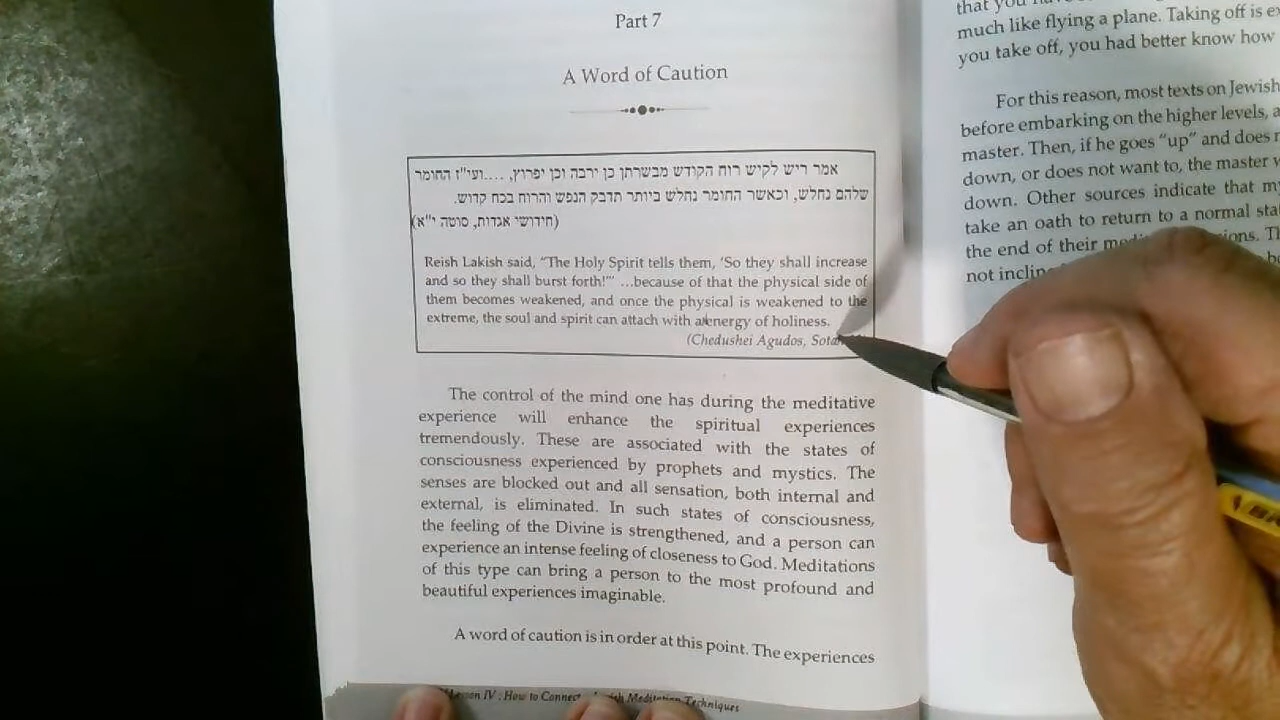 Part 7
A Word of Caution
אמר ריש לקיש רוח הקודש מבשרתן כן ירבה וכן יפרוץ, ....ועי"ז החומר
שלהם נחלש, וכאשר החומר נחלש ביותר תדבק הנפש והרוח בכח קדוש.
(חידושי אגדות, סוטה י"א)
Reish Lakish said, "The Holy Spirit tells them, 'So they shall increase
and so they shall burst forth!'" ...because of that the physical side of
them becomes weakened, and once the physical is weakened to the
extreme, the soul and spirit can attach with energy of holiness.
(Chedushei Agudos,
The control of the mind one has during the meditative
experience will enhance the spiritual experiences
tremendously. These are associated with the states of
consciousness experienced by prophets and mystics. The
senses are blocked out and all sensation, both internal and
external, is eliminated. In such states of consciousness,
the feeling of the Divine is strengthened, and a person can
experience an intense feeling of closeness to God. Meditations
of this type can bring a person to the most profound and
beautiful experiences imaginable.
A word of caution is in order at this point. The experiences
IV : How to Meditation Techniques
that you
much like flying a plane. Taking off is
you take off, you had better know how
For this reason, most texts on Jewish
before embarking on the higher levels,
master. Then, if he goes "up" and does
down, or does not want to, the master
down. Other sources indicate that
take an oath to return to a normal
the end of their
not